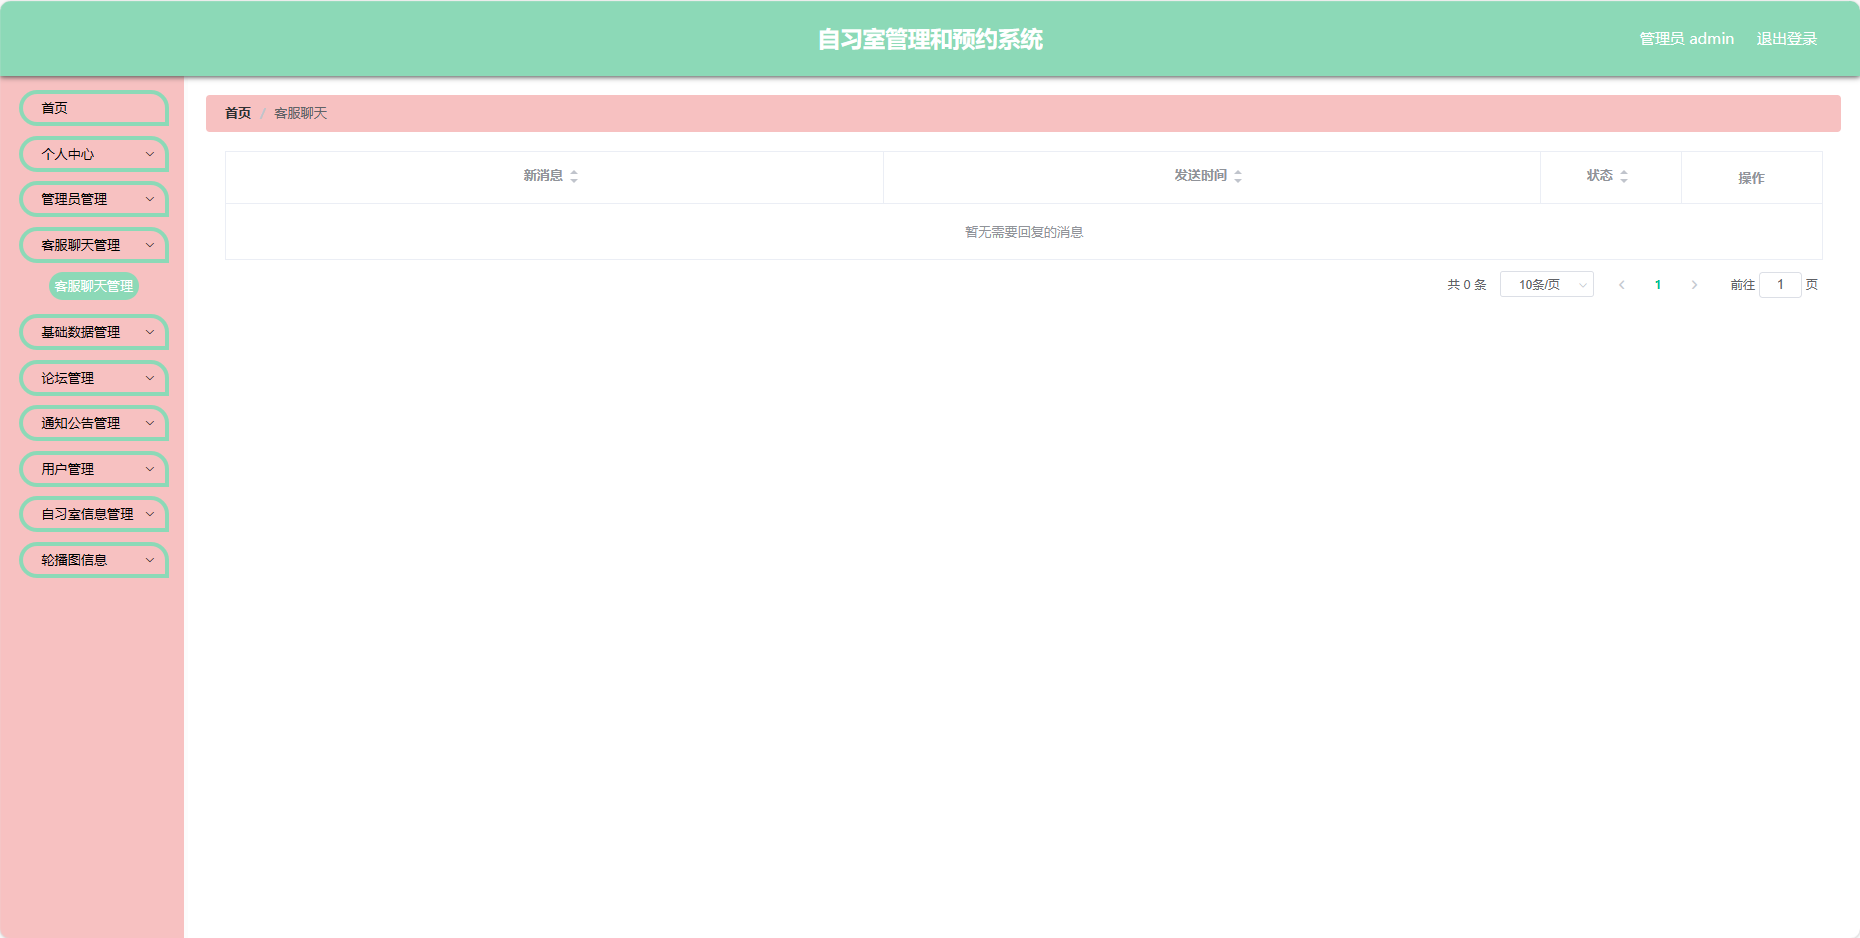 自习室管理和预约系统
管理员 admin 退出登录
首页
个人中心
管理员管理
客服聊天管理
客服聊天管理
基础数据管理
论坛管理
通知公告管理
用户管理
自习室信息管理
轮播图信息
首页 / 客服聊天
新消息 发送时间 状态 操作
暂无需要回复的消息
共 0 条 10条/页 1 前往 1 页